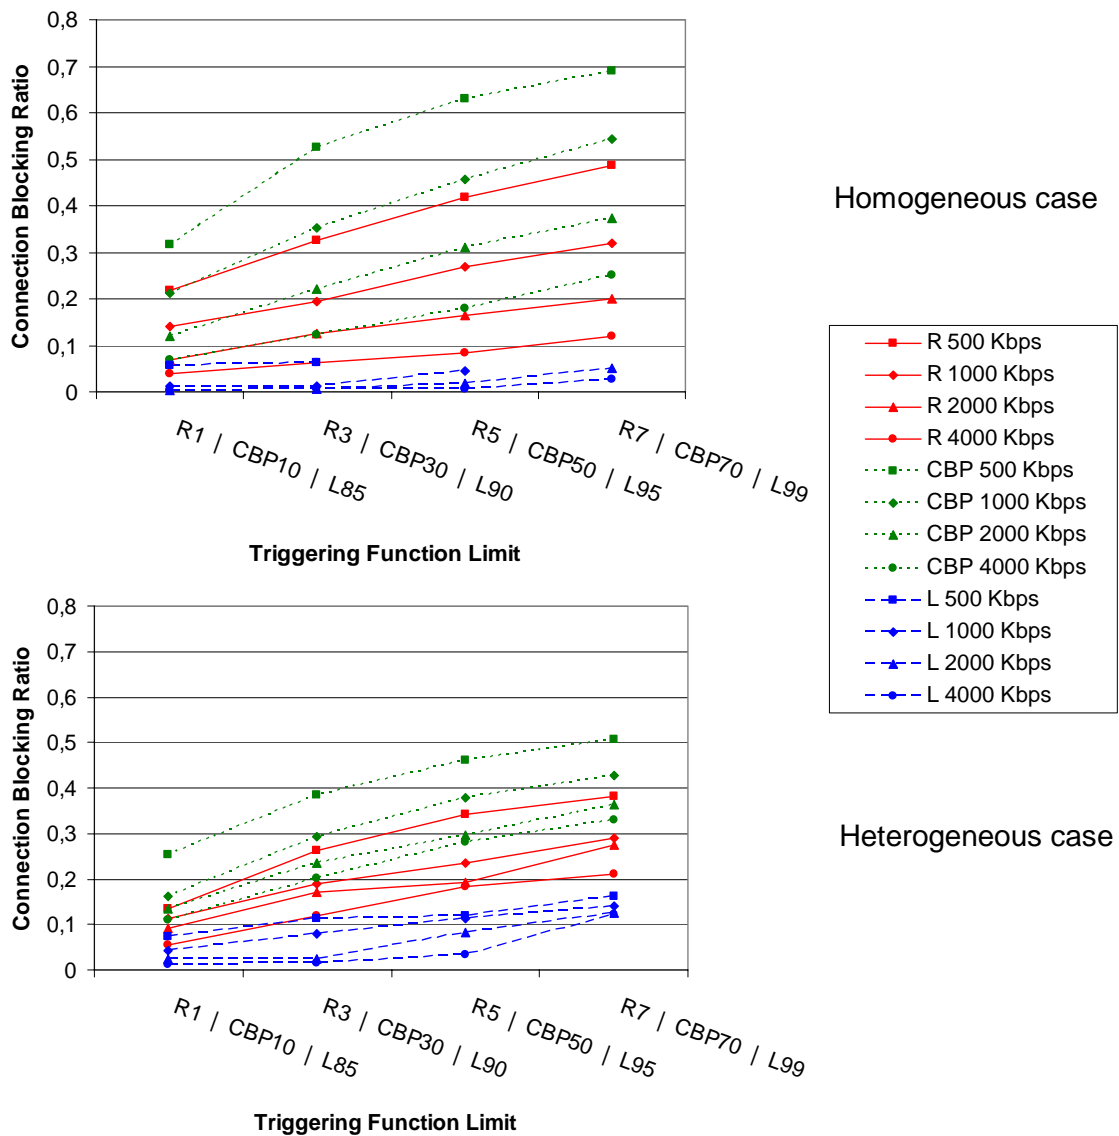 0,8
0,7
0,6
0,5
0,4
0,3
0,2
0,1
0
Connection Blocking Ratio
R1 | CBP10 | L85
R3 | CBP30 | L90
R5 | CBP50 | L95
R7 | CBP70 | L99
Triggering Function Limit
Homogeneous case
R 500 Kbps
R 1000 Kbps
R 2000 Kbps
R 4000 Kbps
CBP 500 Kbps
CBP 1000 Kbps
CBP 2000 Kbps
CBP 4000 Kbps
L 500 Kbps
L 1000 Kbps
L 2000 Kbps
L 4000 Kbps
0,8
0,7
0,6
0,5
0,4
0,3
0,2
0,1
0
Connection Blocking Ratio
R1 | CBP10 | L85
R3 | CBP30 | L90
R5 | CBP50 | L95
R7 | CBP70 | L99
Triggering Function Limit
Heterogeneous case